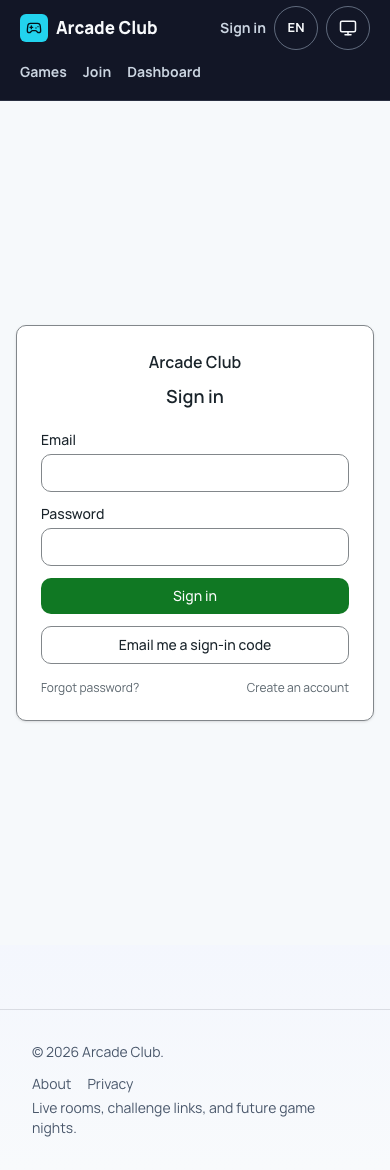 Arcade Club
Sign in
EN
Games
Join
Dashboard
Arcade Club
Sign in
Email
Password
Sign in
Email me a sign-in code
Forgot password?
Create an account
© 2026 Arcade Club.
About
Privacy
Live rooms, challenge links, and future game
nights.